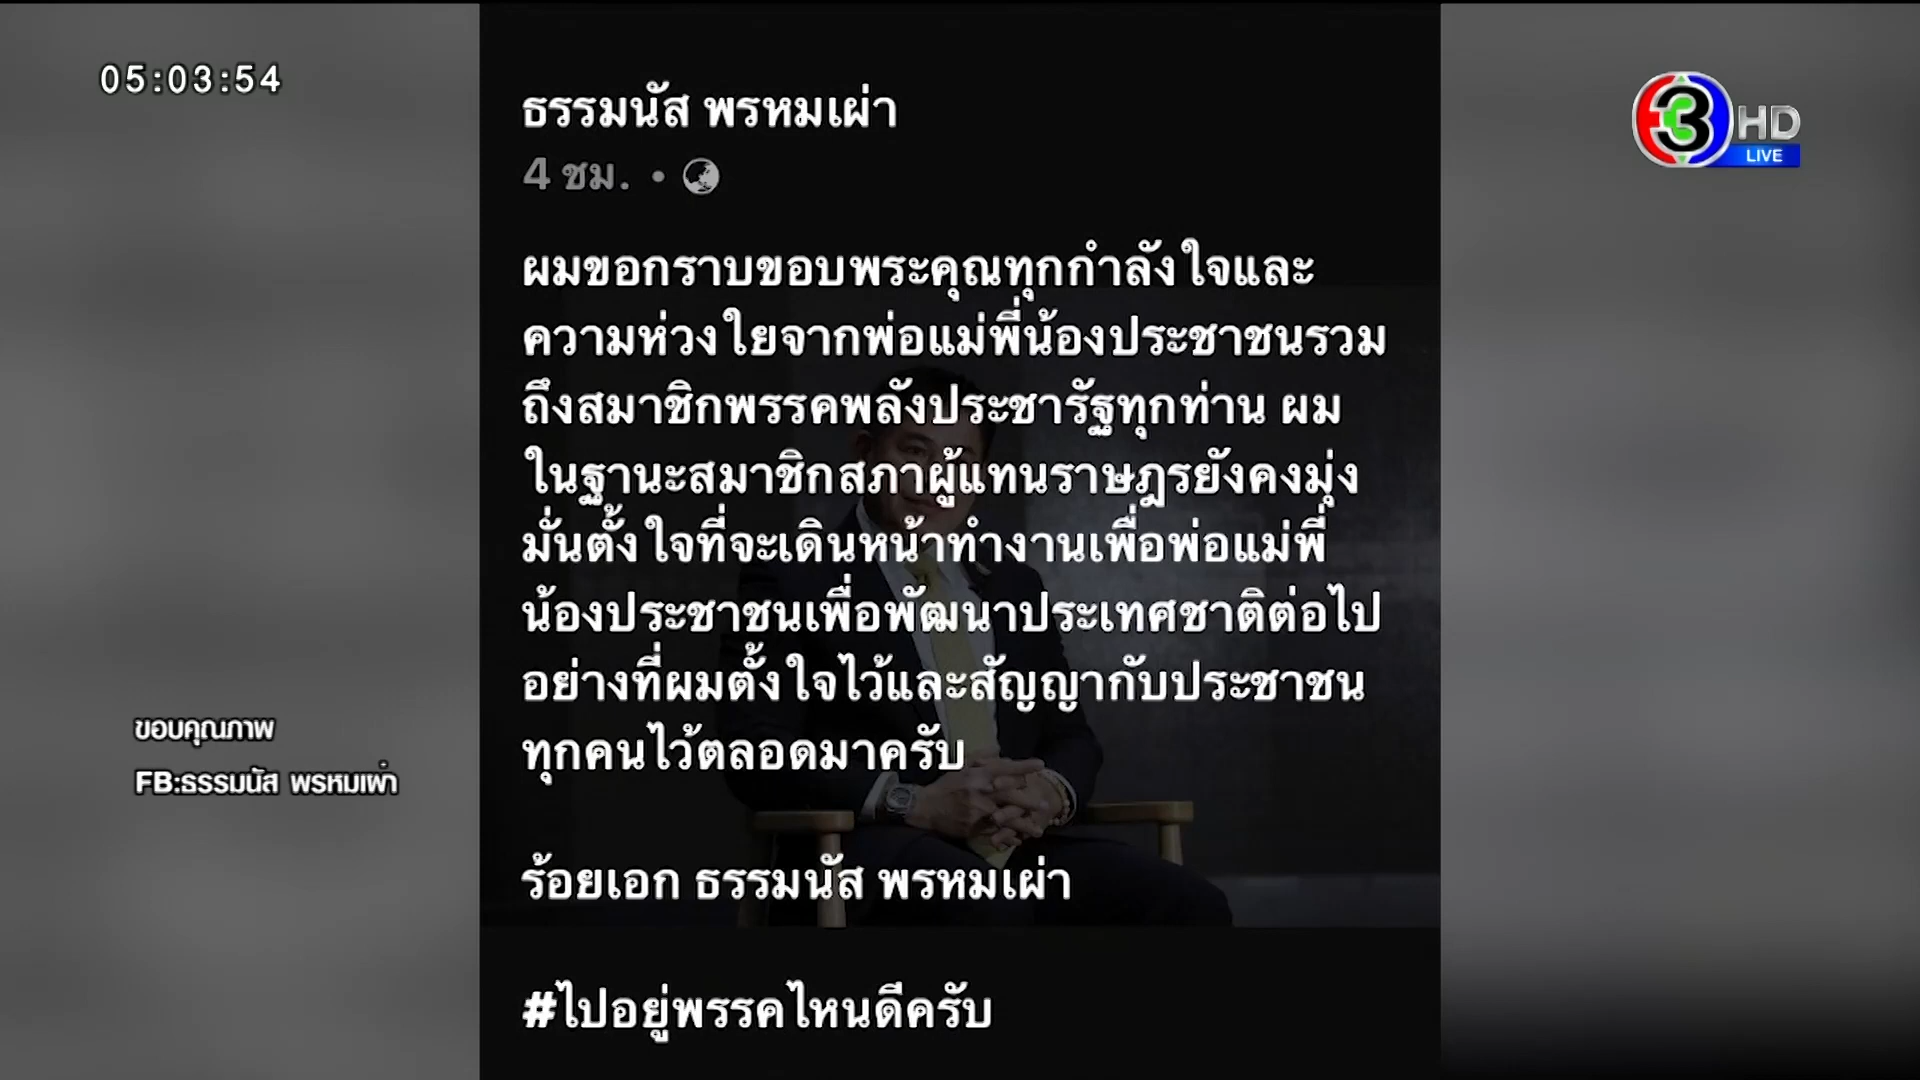 05:03:54
3 HD
LIVE
ธรรมนัส พรหมเผ่า
4 ชม.
ผมขอกราบขอบพระคุณทุกกำลังใจและ
ความห่วงใยจากพ่อแม่พี่น้องประชาชนรวม
ถึงสมาชิกพรรคพลังประชารัฐทุกท่าน ผม
ในฐานะสมาชิกสภาผู้แทนราษฎรยังคงมุ่ง
มั่นตั้งใจที่จะเดินหน้าทำงานเพื่อพ่อแม่พี่
น้องประชาชนเพื่อพัฒนาประเทศชาติต่อไป
อย่างที่ผมตั้งใจไว้และสัญญากับประชาชน
ทุกคนไว้ตลอดมาครับ
ร้อยเอก ธรรมนัส พรหมเผ่า
#ไปอยู่พรรคไหนดีครับ
ขอบคุณภาพ
FB:ธรรมนัส พรหมเผ่า